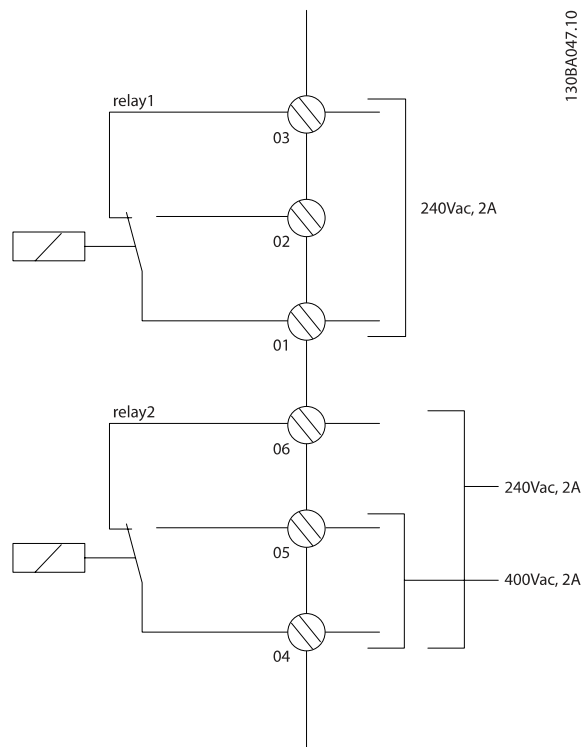 130BA047.10
relay1
03
240Vac, 2A
02
01
relay2
06
240Vac, 2A
05
400Vac, 2A
04